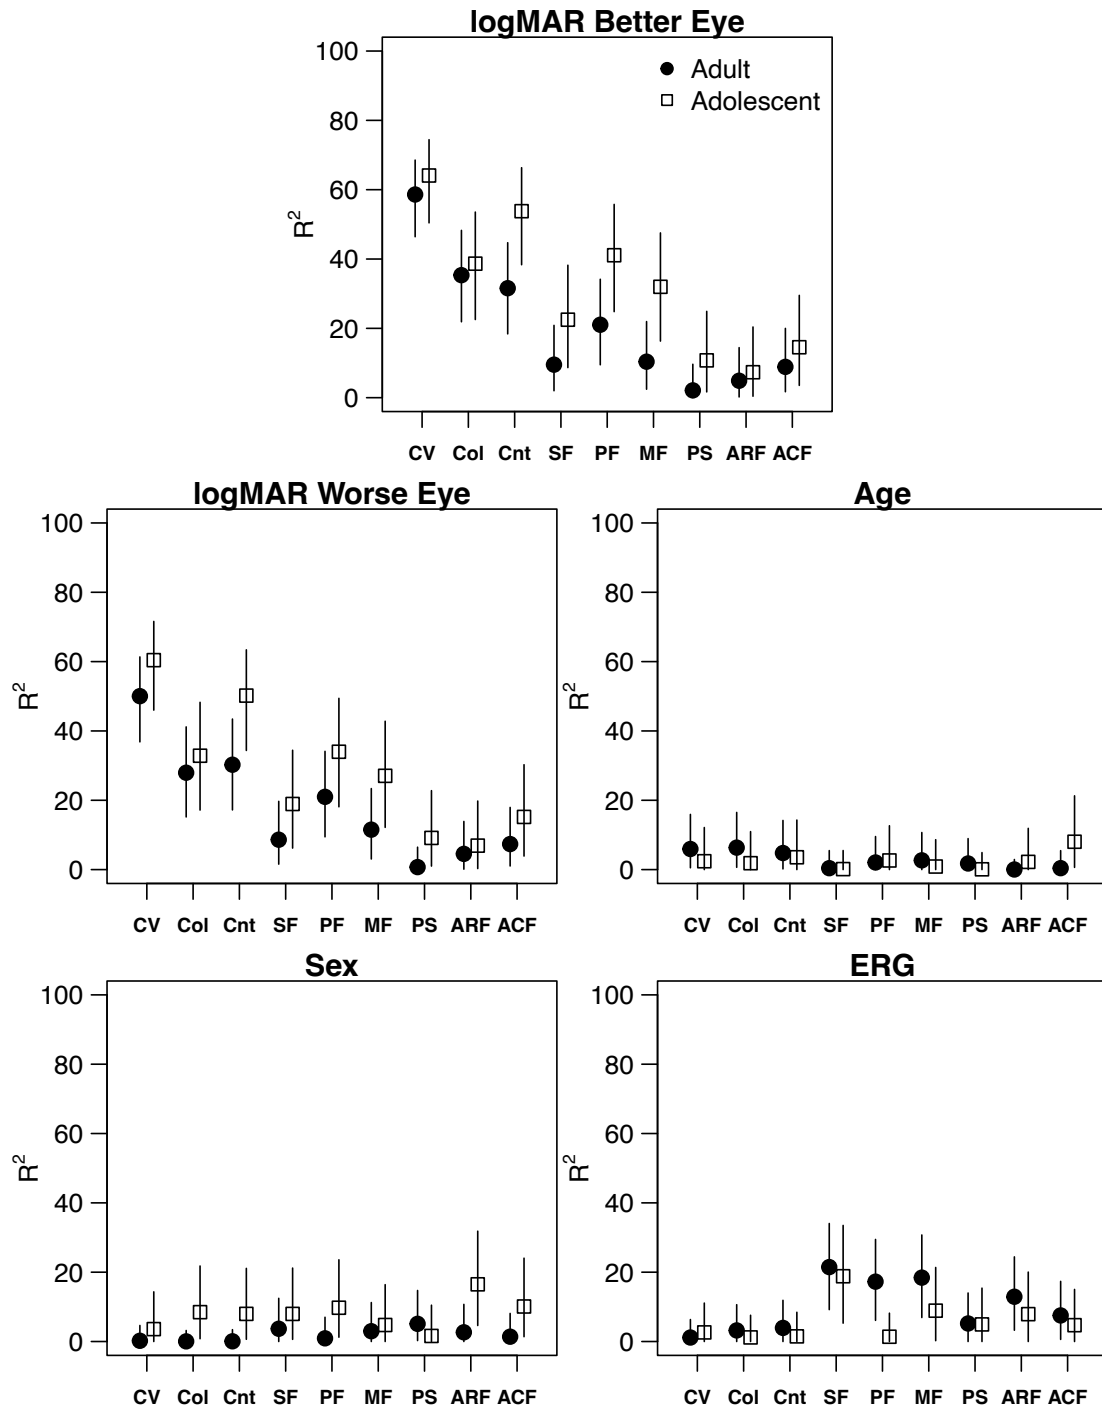 logMAR Better Eye
100
80
60
40
20
0
R²
Adult
Adolescent
CV Col Cnt SF PF MF PS ARF ACF
logMAR Worse Eye
100
80
60
40
20
0
R²
CV Col Cnt SF PF MF PS ARF ACF
Age
100
80
60
40
20
0
R²
CV Col Cnt SF PF MF PS ARF ACF
Sex
100
80
60
40
20
0
R²
CV Col Cnt SF PF MF PS ARF ACF
ERG
100
80
60
40
20
0
R²
CV Col Cnt SF PF MF PS ARF ACF